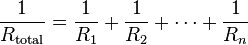 1/R_total = 1/R_1 + 1/R_2 + ⋯ + 1/R_n